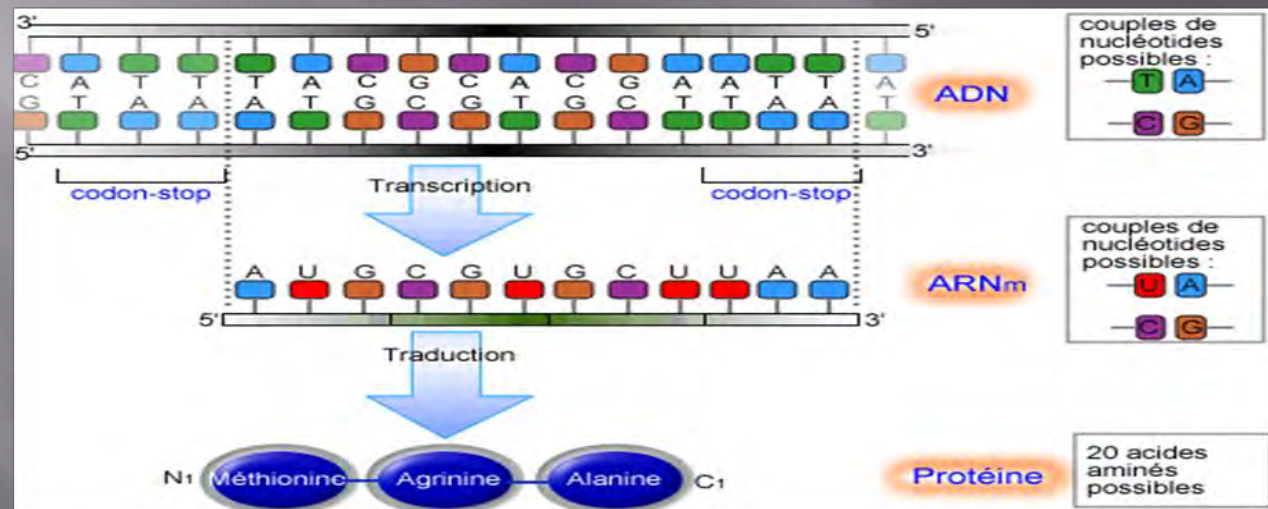 3' 5'
C A T T T A C G C A C G A A T T A
G T A A A T G C G T G C T T A A T
5' 3'
ADN
couples de
nucléotides
possibles :
T A
C G
codon-stop
Transcription
codon-stop
A U G C G U G C U U A A
5' 3'
ARNm
couples de
nucléotides
possibles :
U A
C G
Traduction
N1 Méthionine Agrinine Alanine C1
Protéine
20 acides
aminés
possibles